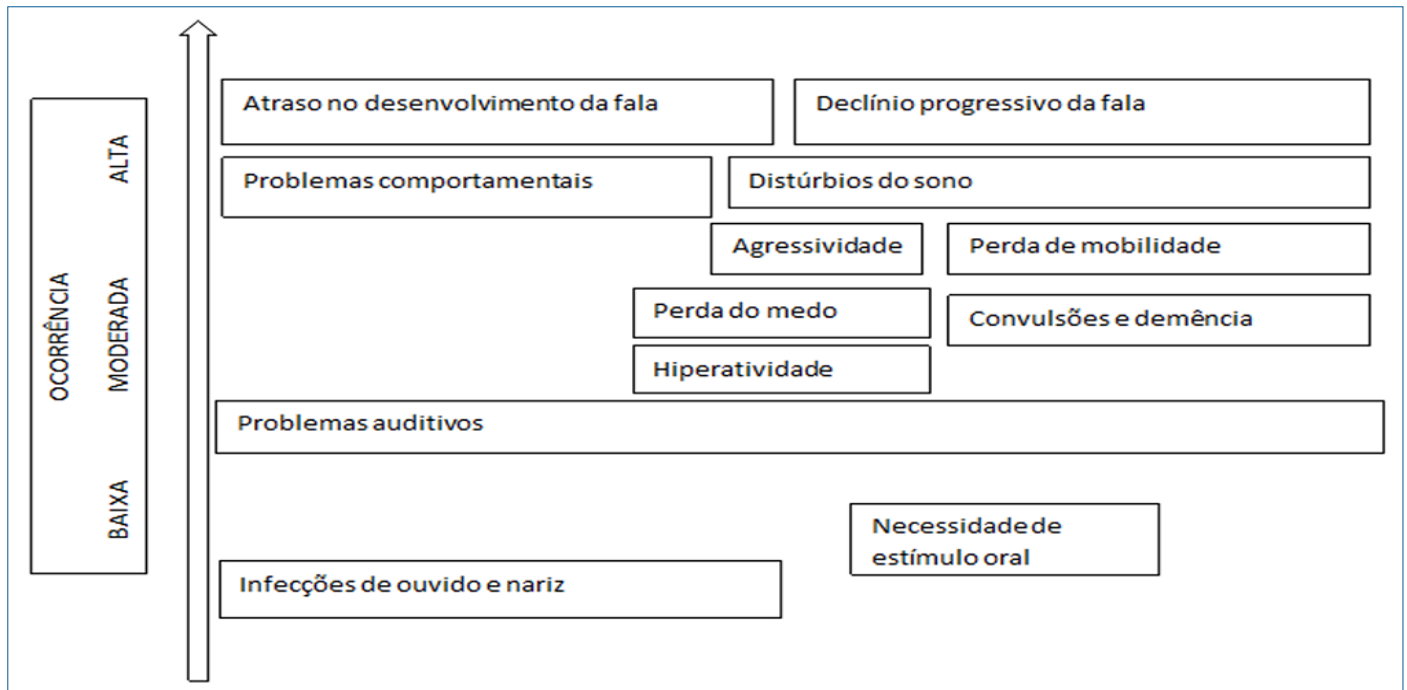 OCORRÊNCIA
ALTA
MODERADA
BAIXA
Atraso no desenvolvimento da fala
Declínio progressivo da fala
Problemas comportamentais
Distúrbios do sono
Agressividade
Perda de mobilidade
Perda do medo
Convulsões e demência
Hiperatividade
Problemas auditivos
Necessidade de
estímulo oral
Infecções de ouvido e nariz